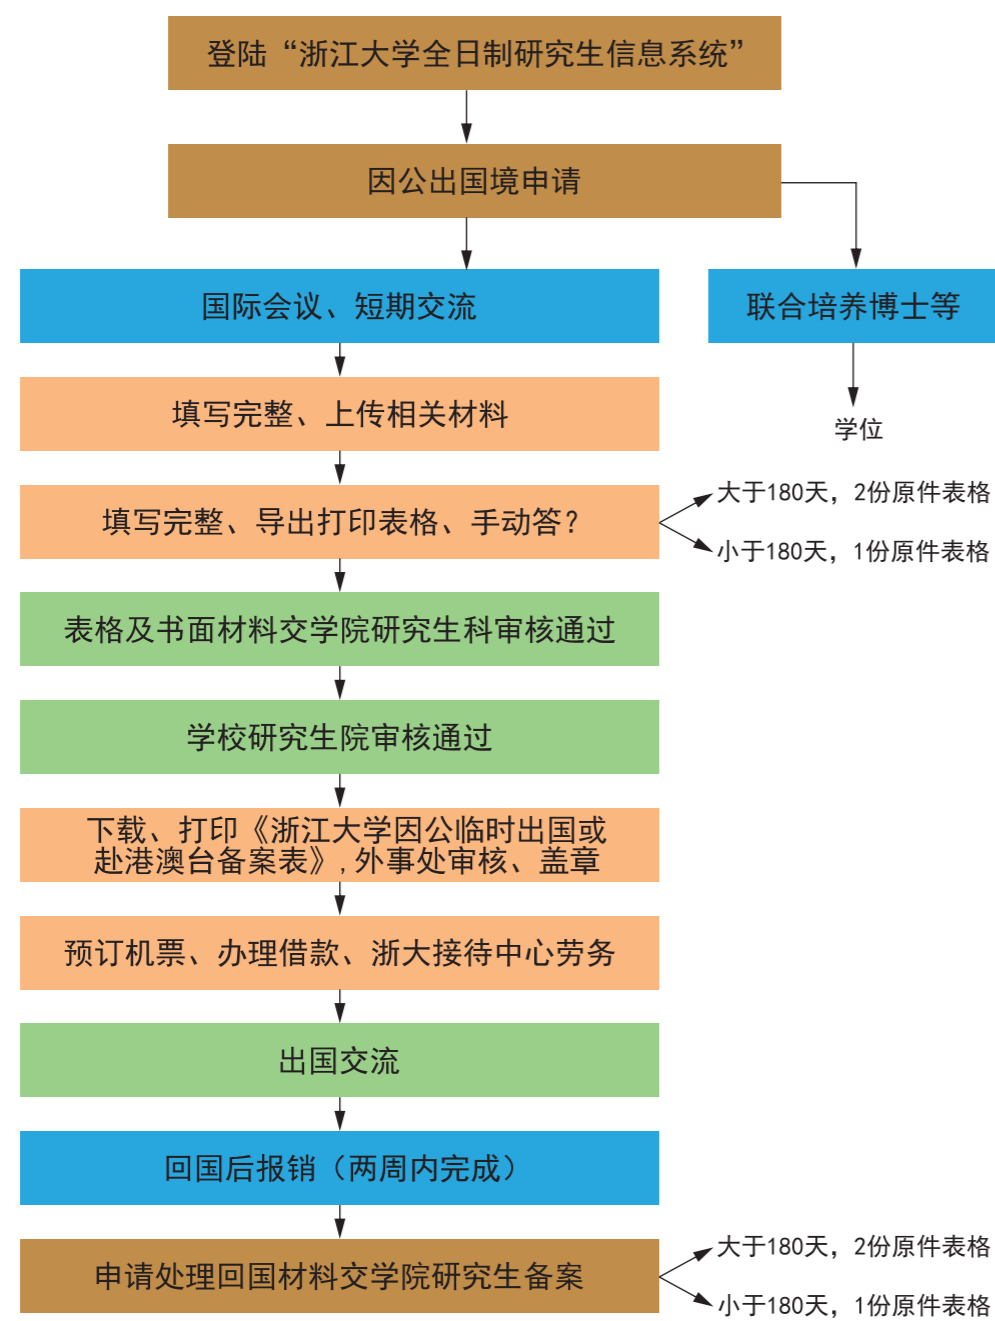 登陆“浙江大学全日制研究生信息系统”
因公出国境申请
国际会议、短期交流
联合培养博士等
填写完整、上传相关材料
学位
填写完整、导出打印表格、手动答？
大于180天，2份原件表格
小于180天，1份原件表格
表格及书面材料交学院研究生科审核通过
学校研究生院审核通过
下载、打印《浙江大学因公临时出国或
赴港澳台备案表》,外事处审核、盖章
预订机票、办理借款、浙大接待中心劳务
出国交流
回国后报销（两周内完成）
申请处理回国材料交学院研究生备案
大于180天，2份原件表格
小于180天，1份原件表格